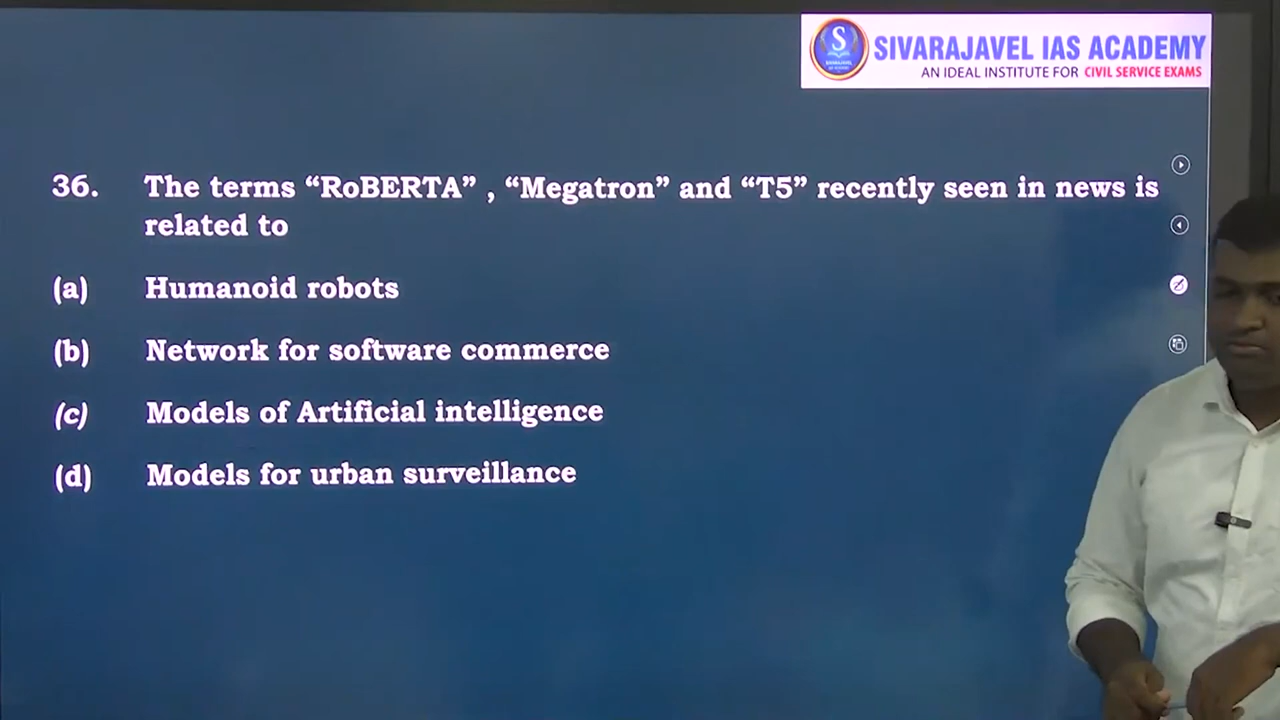 SIVARAJAVEL IAS ACADEMY
AN IDEAL INSTITUTE FOR CIVIL SERVICE EXAMS
36. The terms “RoBERTA” , “Megatron” and “T5” recently seen in news is
related to
(a) Humanoid robots
(b) Network for software commerce
(c) Models of Artificial intelligence
(d) Models for urban surveillance